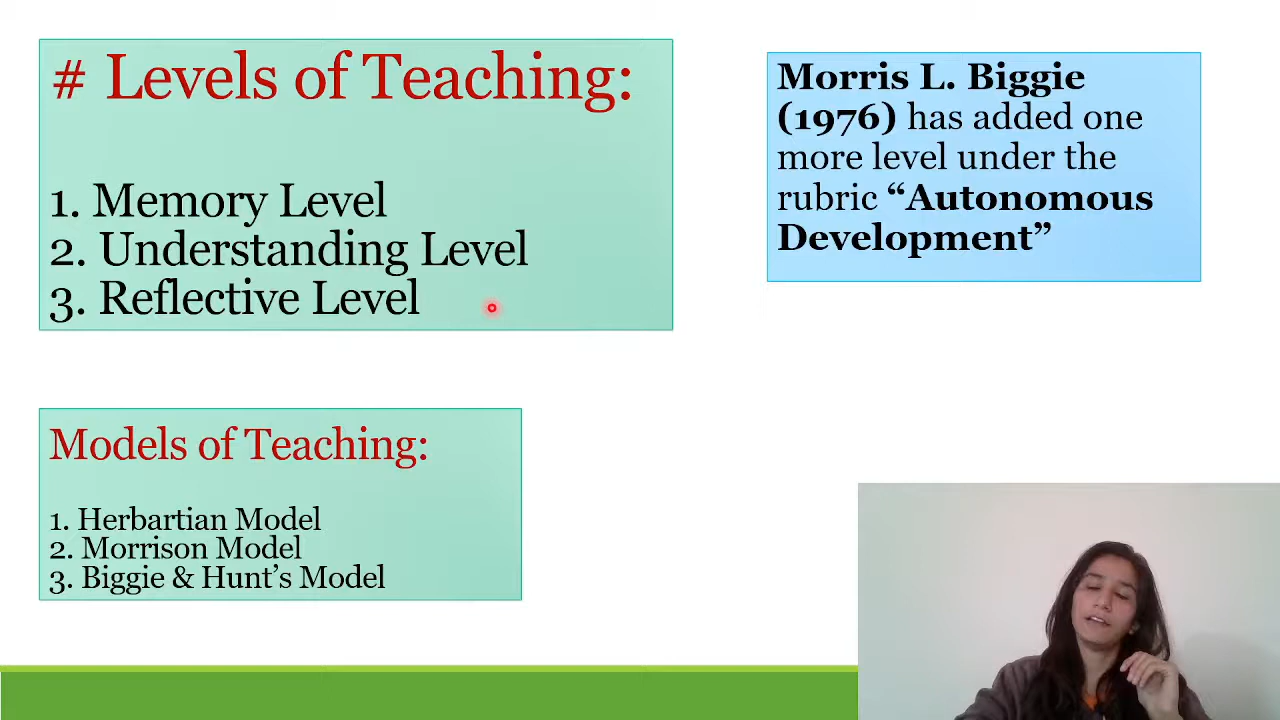 # Levels of Teaching:
1. Memory Level
2. Understanding Level
3. Reflective Level
Morris L. Biggie
(1976) has added one
more level under the
rubric “Autonomous
Development”
Models of Teaching:
1. Herbartian Model
2. Morrison Model
3. Biggie & Hunt’s Model